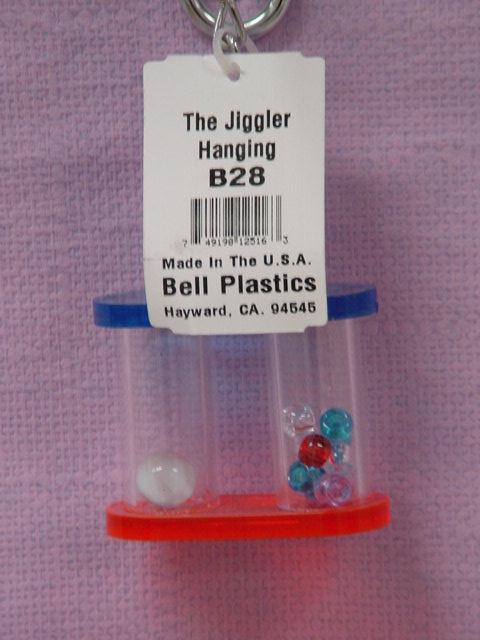 The Jiggler
Hanging
B28
7 49198 12516 3
Made In The U.S.A.
Bell Plastics
Hayward, CA. 94545